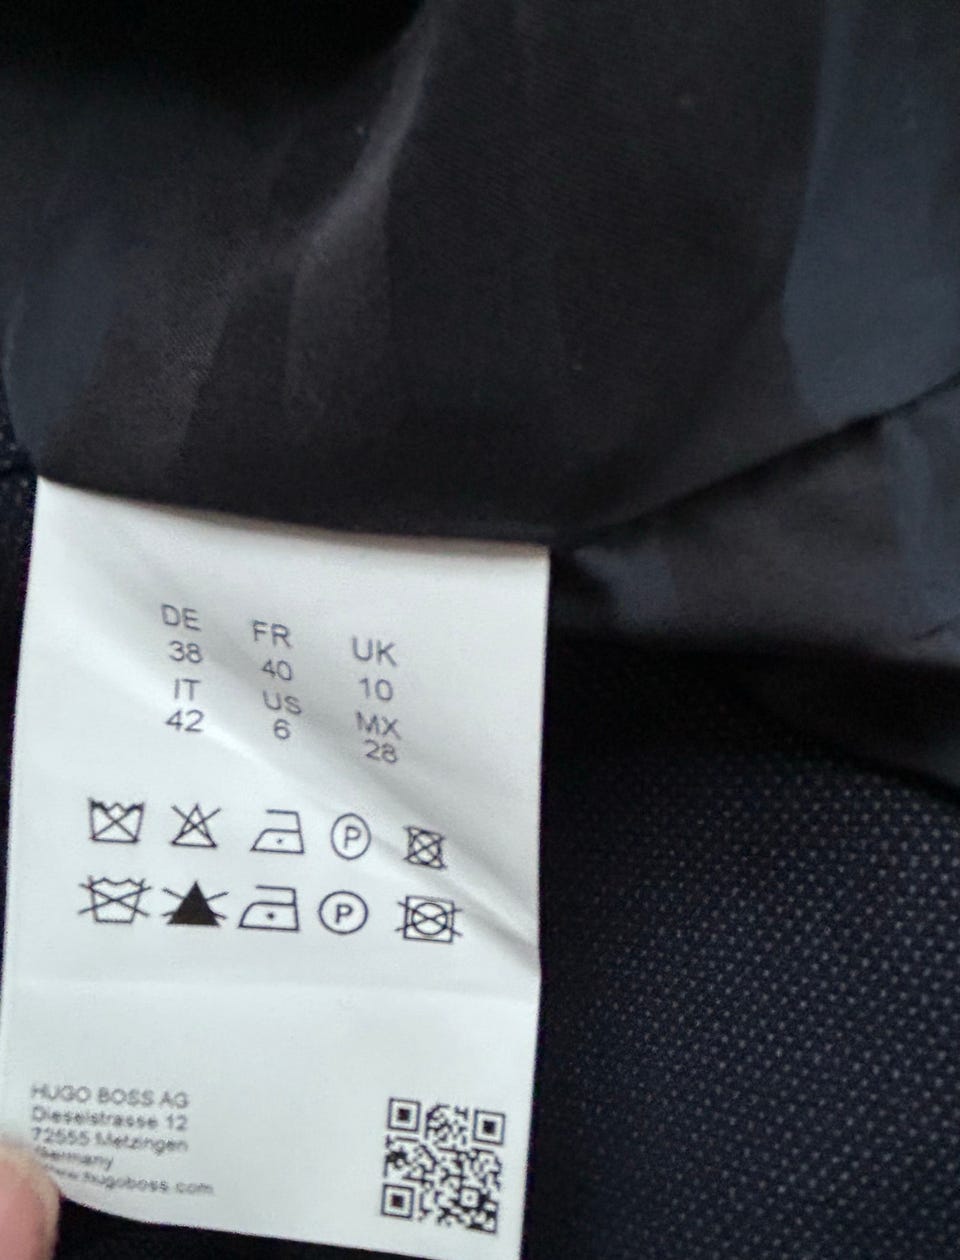 DE FR UK
38 40 10
IT US MX
42 6 28
P
P
HUGO BOSS AG
Dieselstrasse 12
72555 Metzingen
Germany
www.hugoboss.com